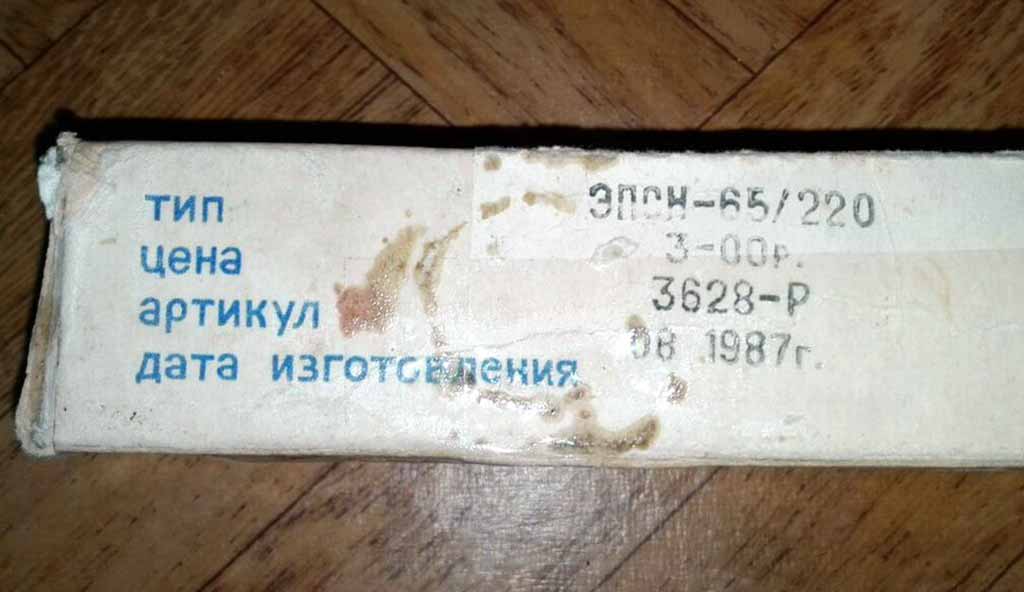 тип ЭПСН-65/220
цена 3-00р.
артикул 3628-Р
дата изготовления 08 1987г.